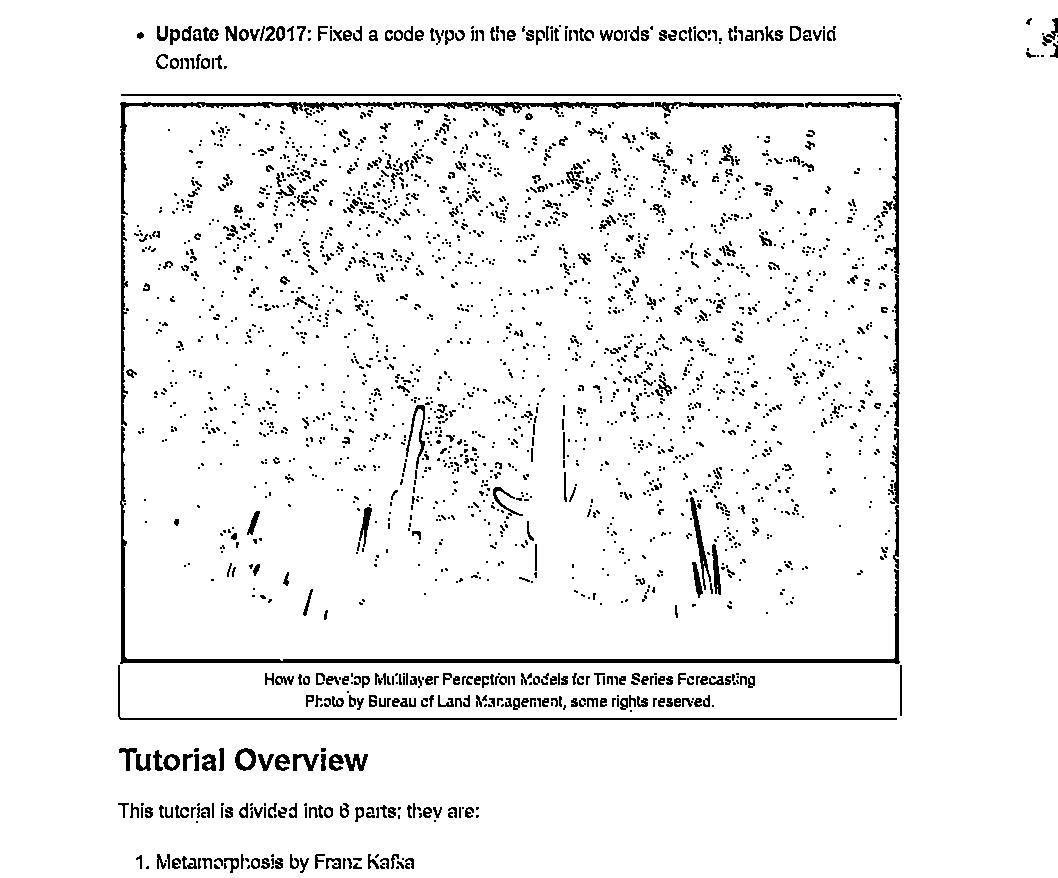 • Update Nov/2017: Fixed a code typo in the 'split into words' section, thanks David
Comfort.
How to Develop Multilayer Perceptron Models for Time Series Forecasting
Photo by Bureau of Land Management, some rights reserved.
Tutorial Overview
This tutorial is divided into 6 parts; they are:
1. Metamorphosis by Franz Kafka